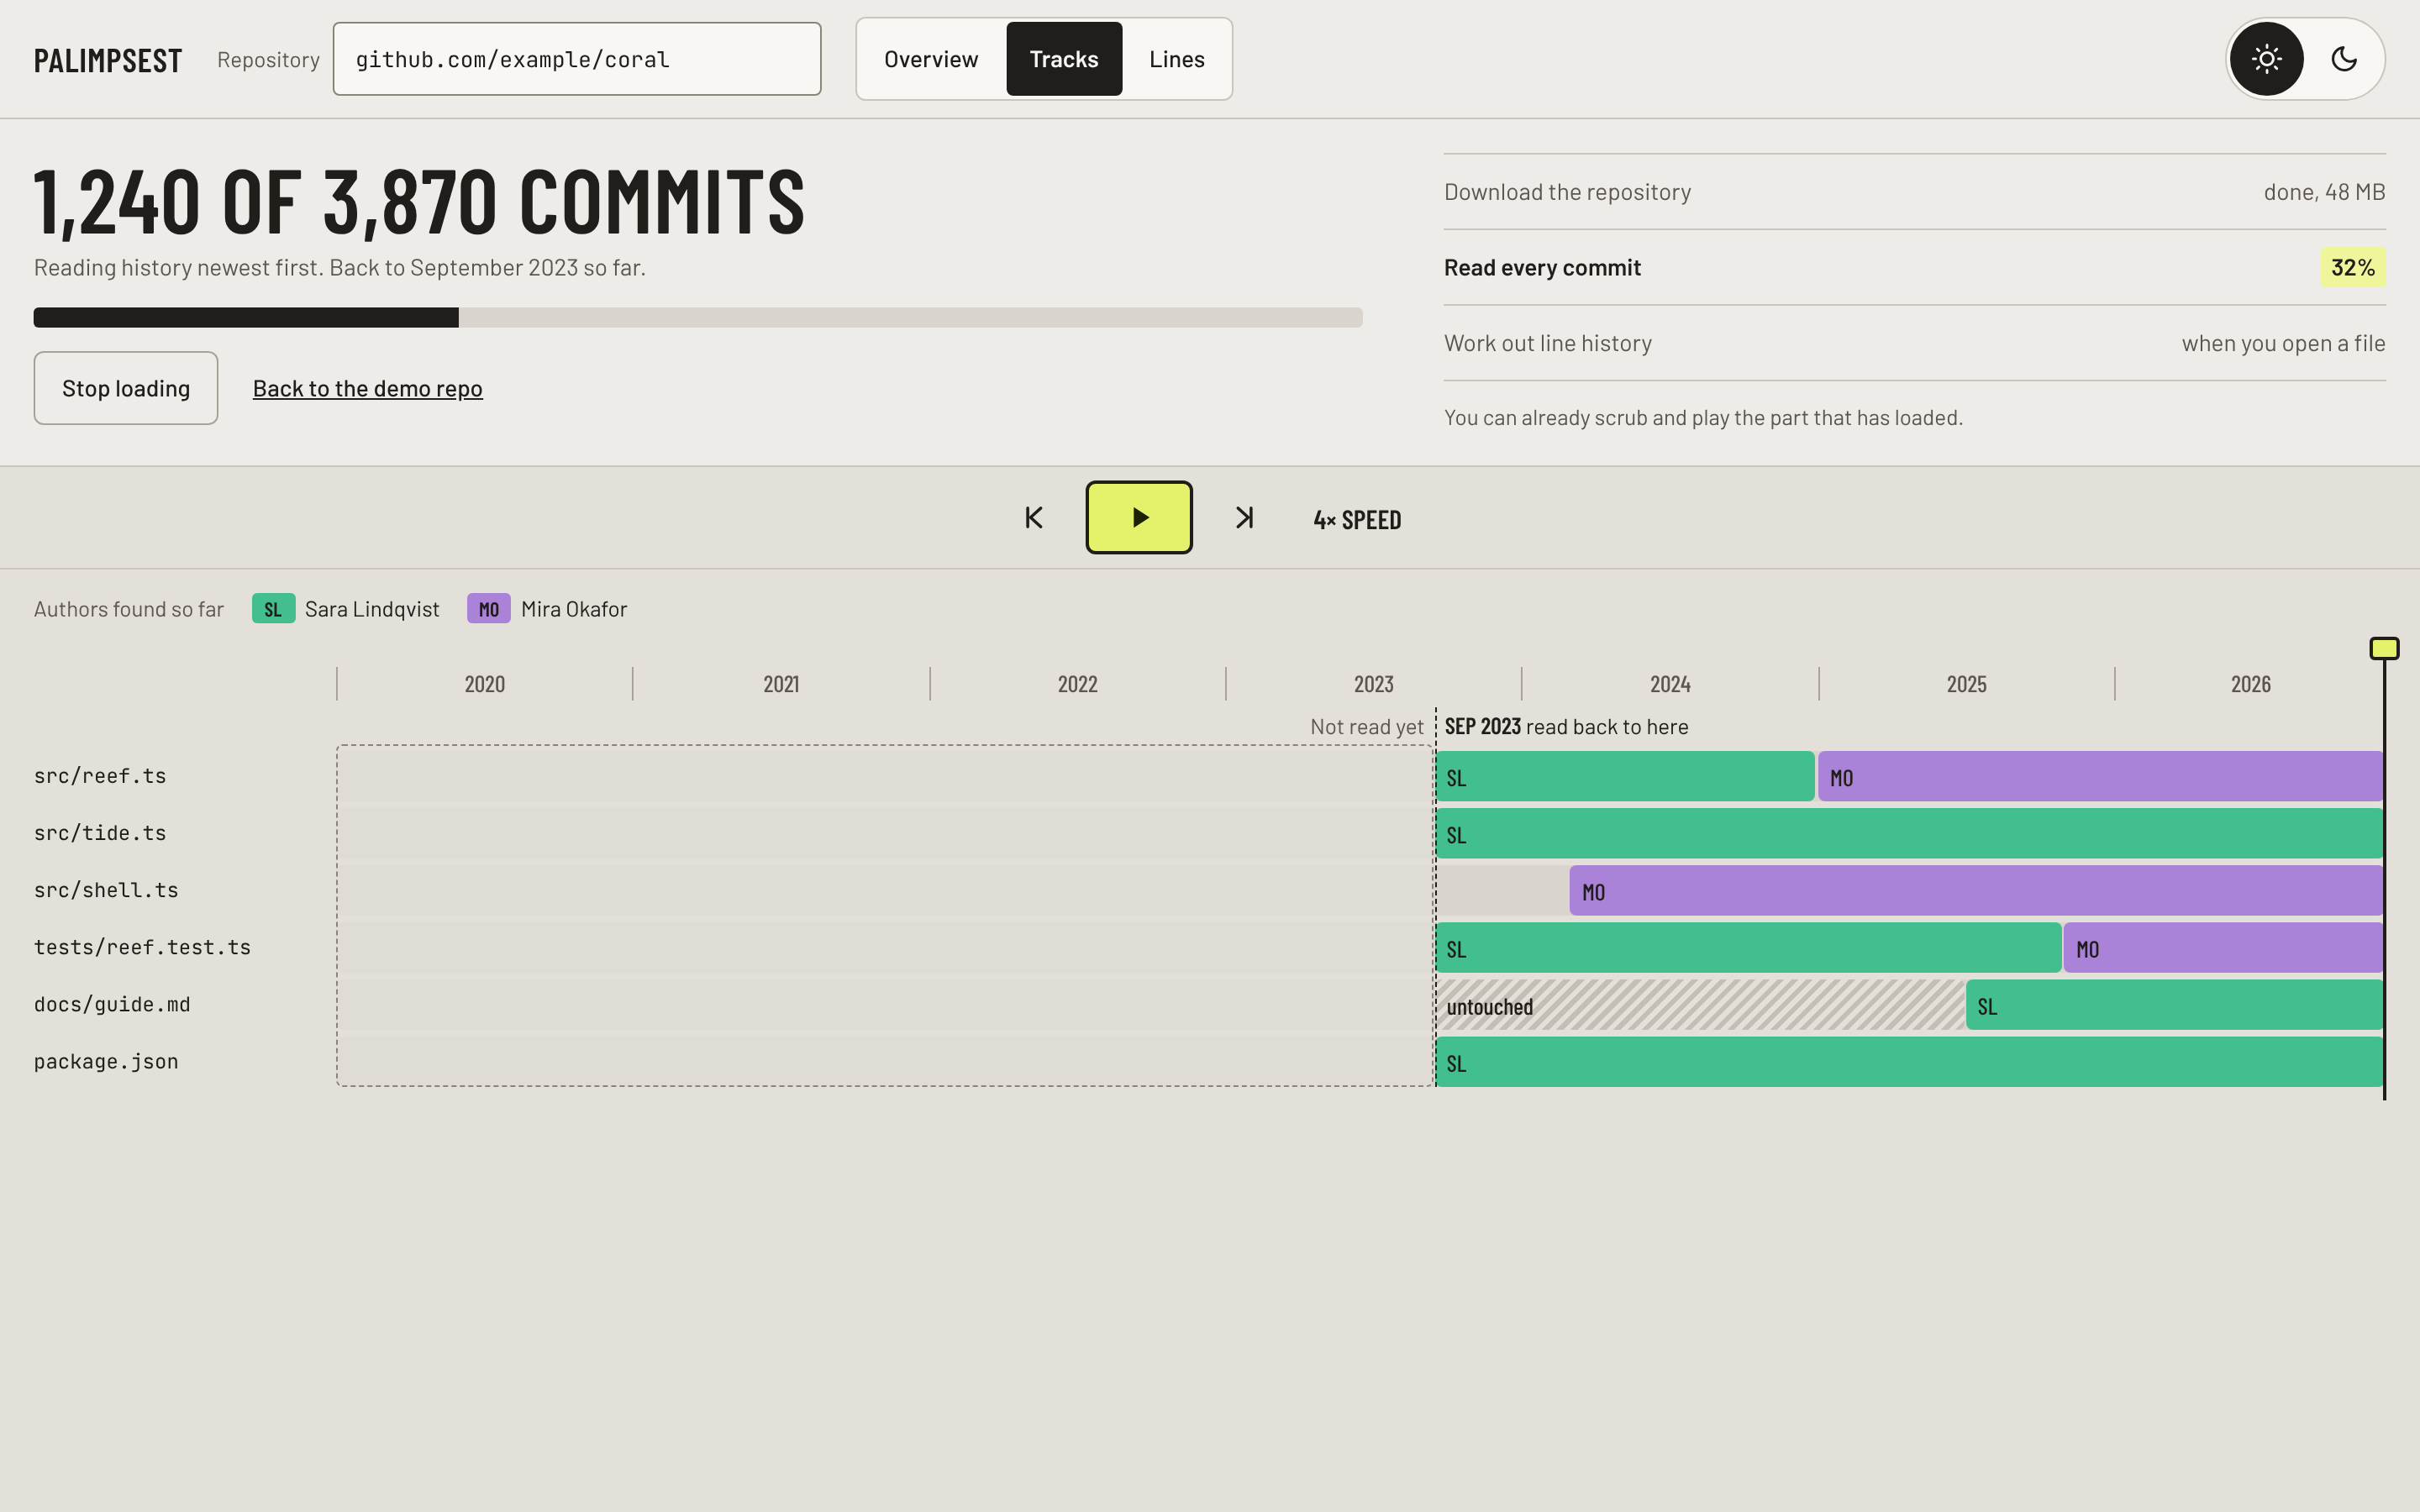 PALIMPSEST
Repository
github.com/example/coral
Overview
Tracks
Lines
1,240 OF 3,870 COMMITS
Reading history newest first. Back to September 2023 so far.
Stop loading
Back to the demo repo
Download the repository
done, 48 MB
Read every commit
32%
Work out line history
when you open a file
You can already scrub and play the part that has loaded.
4× SPEED
Authors found so far
SL
Sara Lindqvist
MO
Mira Okafor
2020
2021
2022
2023
2024
2025
2026
Not read yet
SEP 2023 read back to here
src/reef.ts
SL
MO
src/tide.ts
SL
src/shell.ts
MO
tests/reef.test.ts
SL
MO
docs/guide.md
untouched
SL
package.json
SL